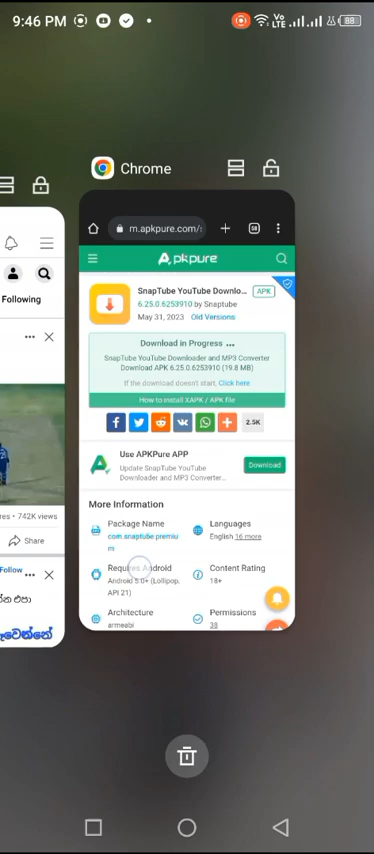 9:46 PM
Vo LTE
88
Chrome
m.apkpure.com/s
58
Apkpure
SnapTube YouTube Downlo...
APK
6.25.0.6253910 by Snaptube
May 31, 2023 Old Versions
Download in Progress ...
SnapTube YouTube Downloader and MP3 Converter
Download APK 6.25.0.6253910 (19.8 MB)
If the download doesn't start, Click here
How to install XAPK / APK file
2.5K
Use APKPure APP
Update SnapTube YouTube
Downloader and MP3 Converter...
Download
More Information
Package Name
com.snaptube.premiu
m
Languages
English 16 more
Requires Android
Android 5.0+ (Lollipop,
API 21)
Content Rating
18+
Architecture
armeabi
Permissions
38
Following
742K views
Share
Follow
න එපා